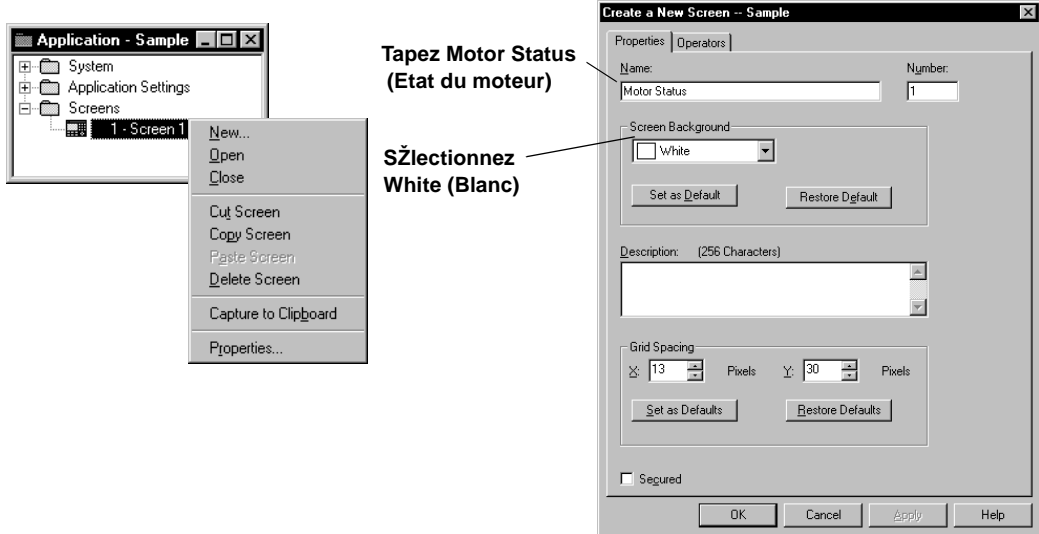 Application - Sample
System
Application Settings
Screens
1 - Screen 1
New...
Open
Close
Cut Screen
Copy Screen
Paste Screen
Delete Screen
Capture to Clipboard
Properties...
Tapez Motor Status
(Etat du moteur)
SŽlectionnez
White (Blanc)
Create a New Screen -- Sample
Properties Operators
Name: Number:
Motor Status 1
Screen Background
White
Set as Default Restore Default
Description: (256 Characters)
Grid Spacing
X: 13 Pixels Y: 30 Pixels
Set as Defaults Restore Defaults
Secured
OK Cancel Apply Help